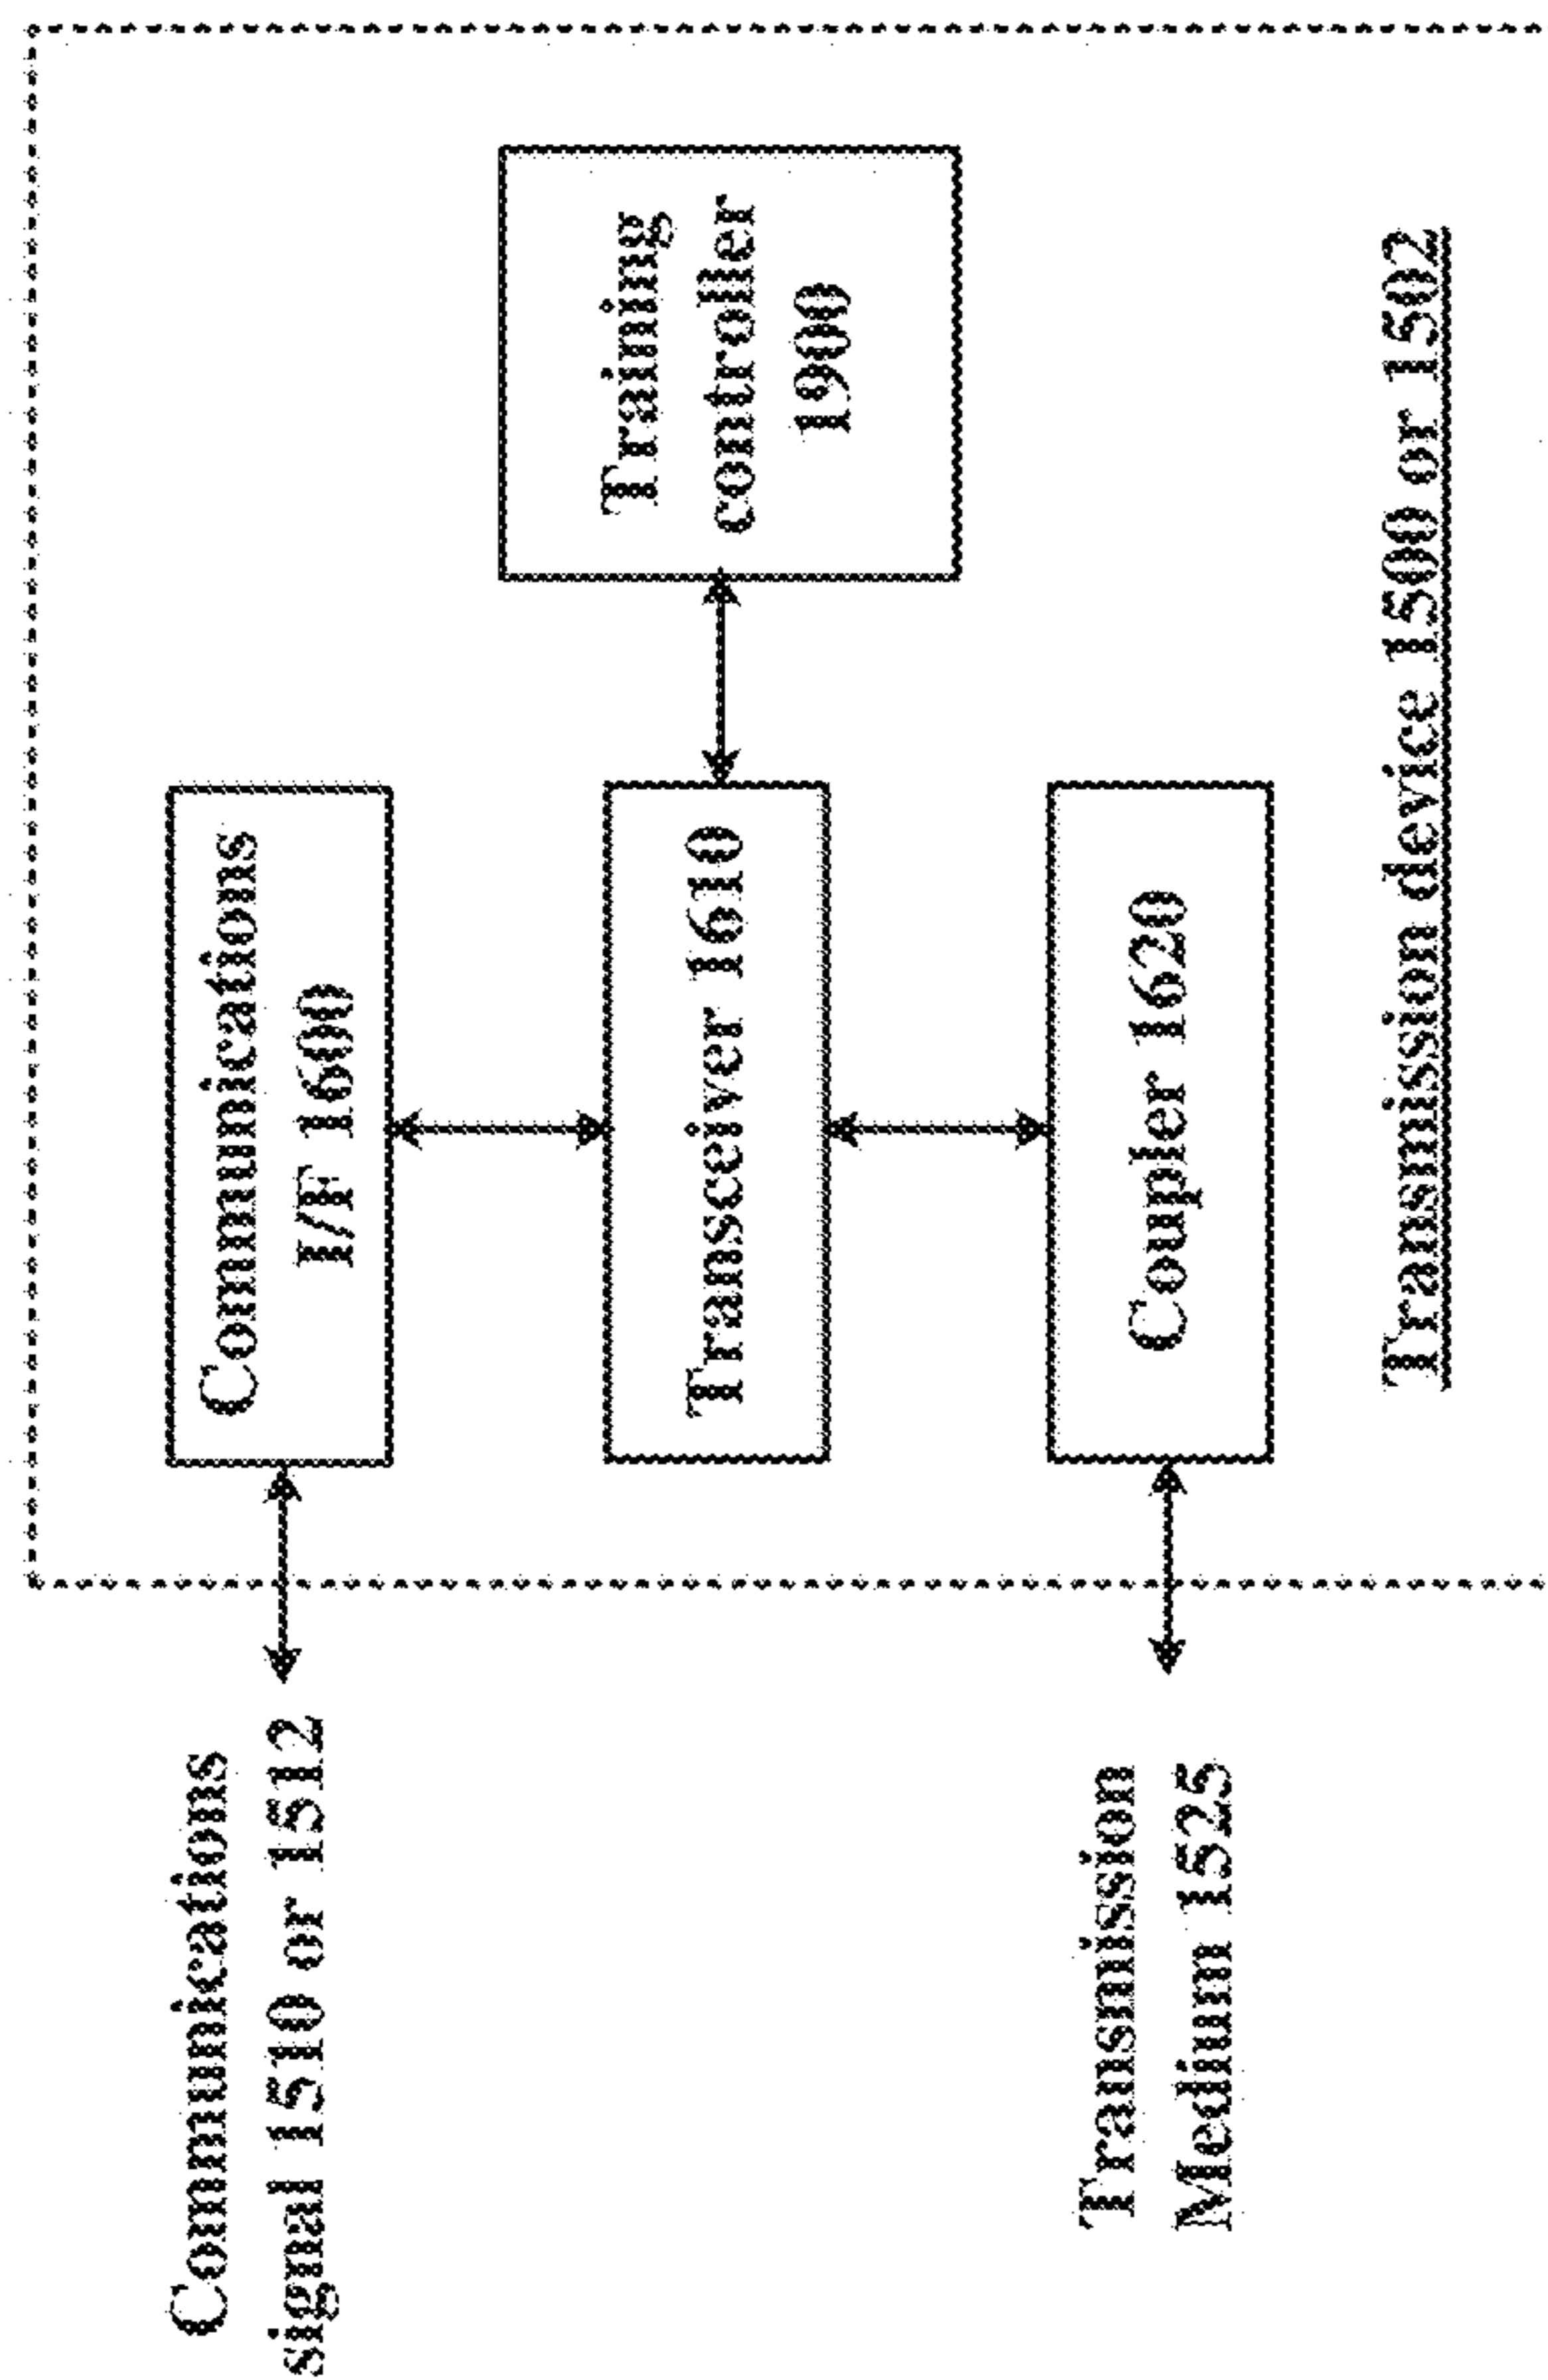 Communications
signal 1510 or 1512
Communications
I/F 1600
Transceiver 1610
Training
controller
1900
Transmission
Medium 1525
Coupler 1620
Transmission device 1500 or 1502